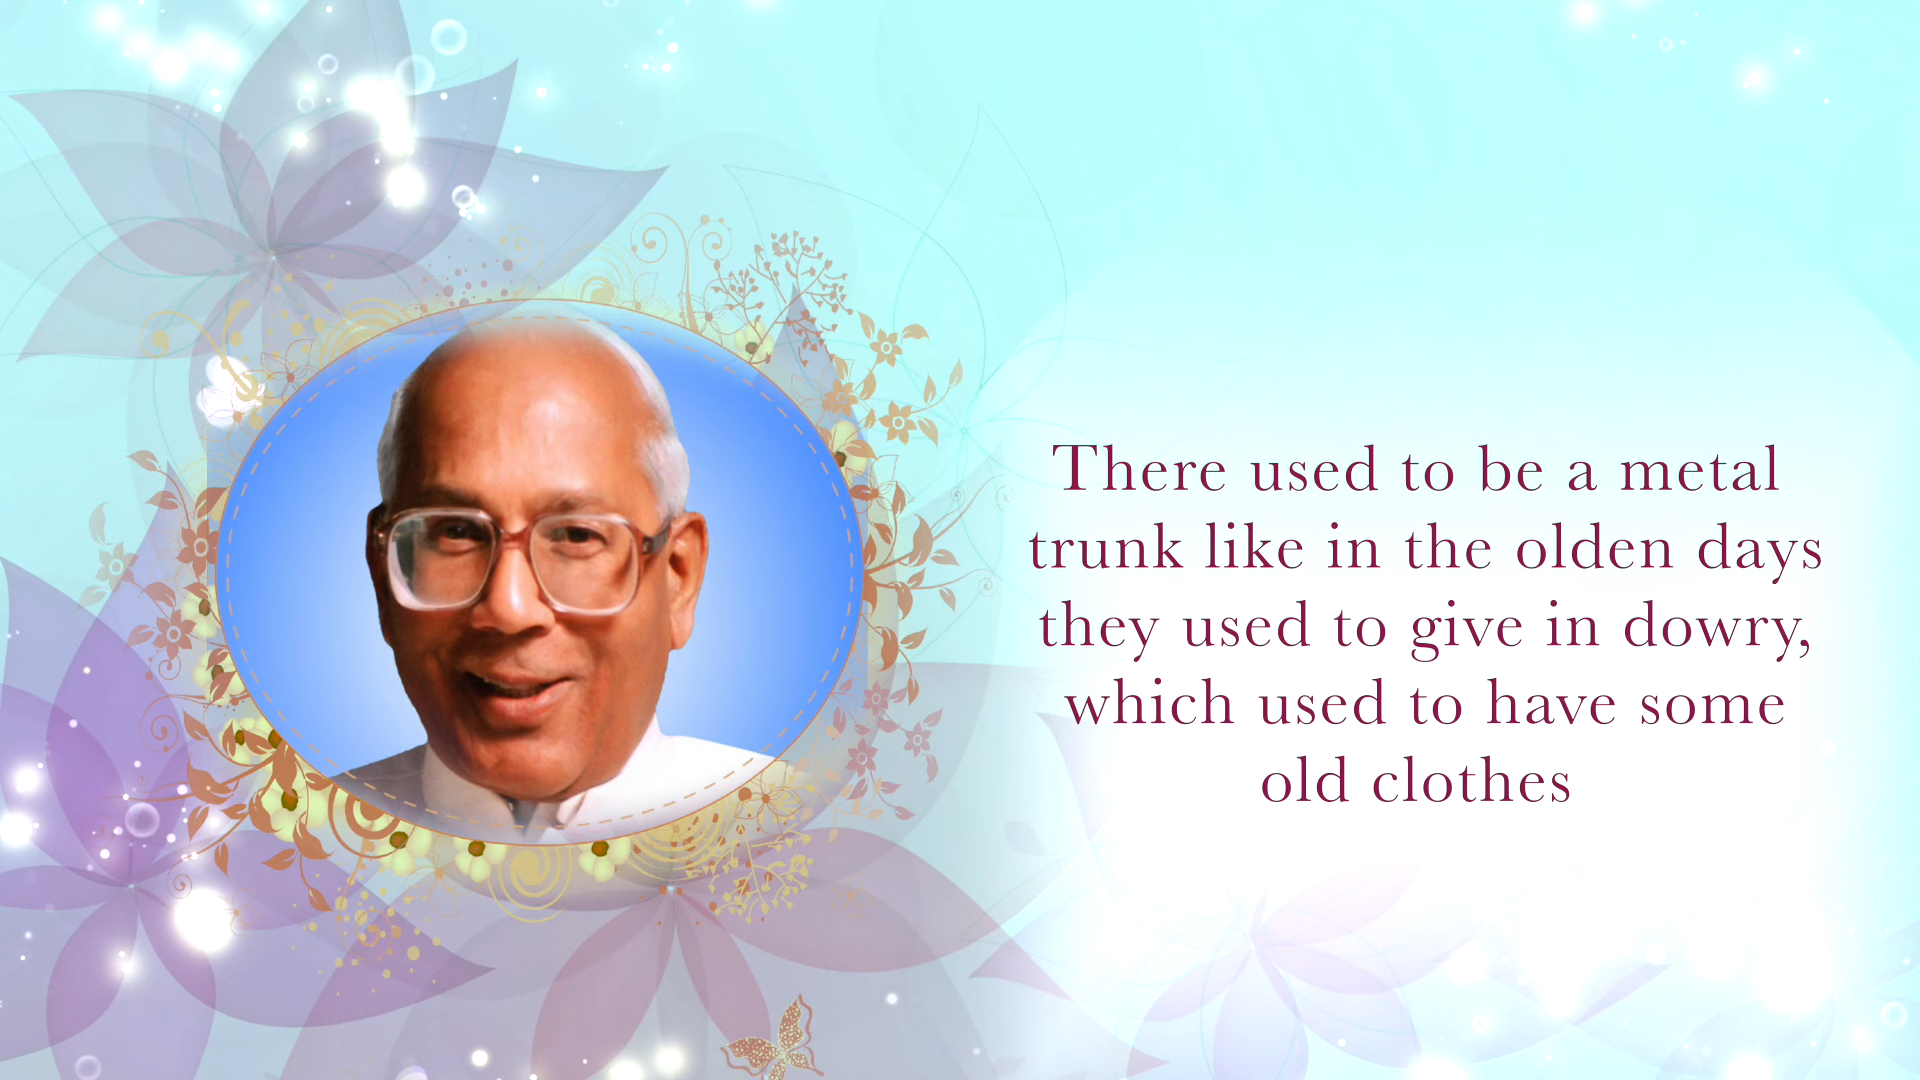 There used to be a metal
trunk like in the olden days
they used to give in dowry,
which used to have some
old clothes